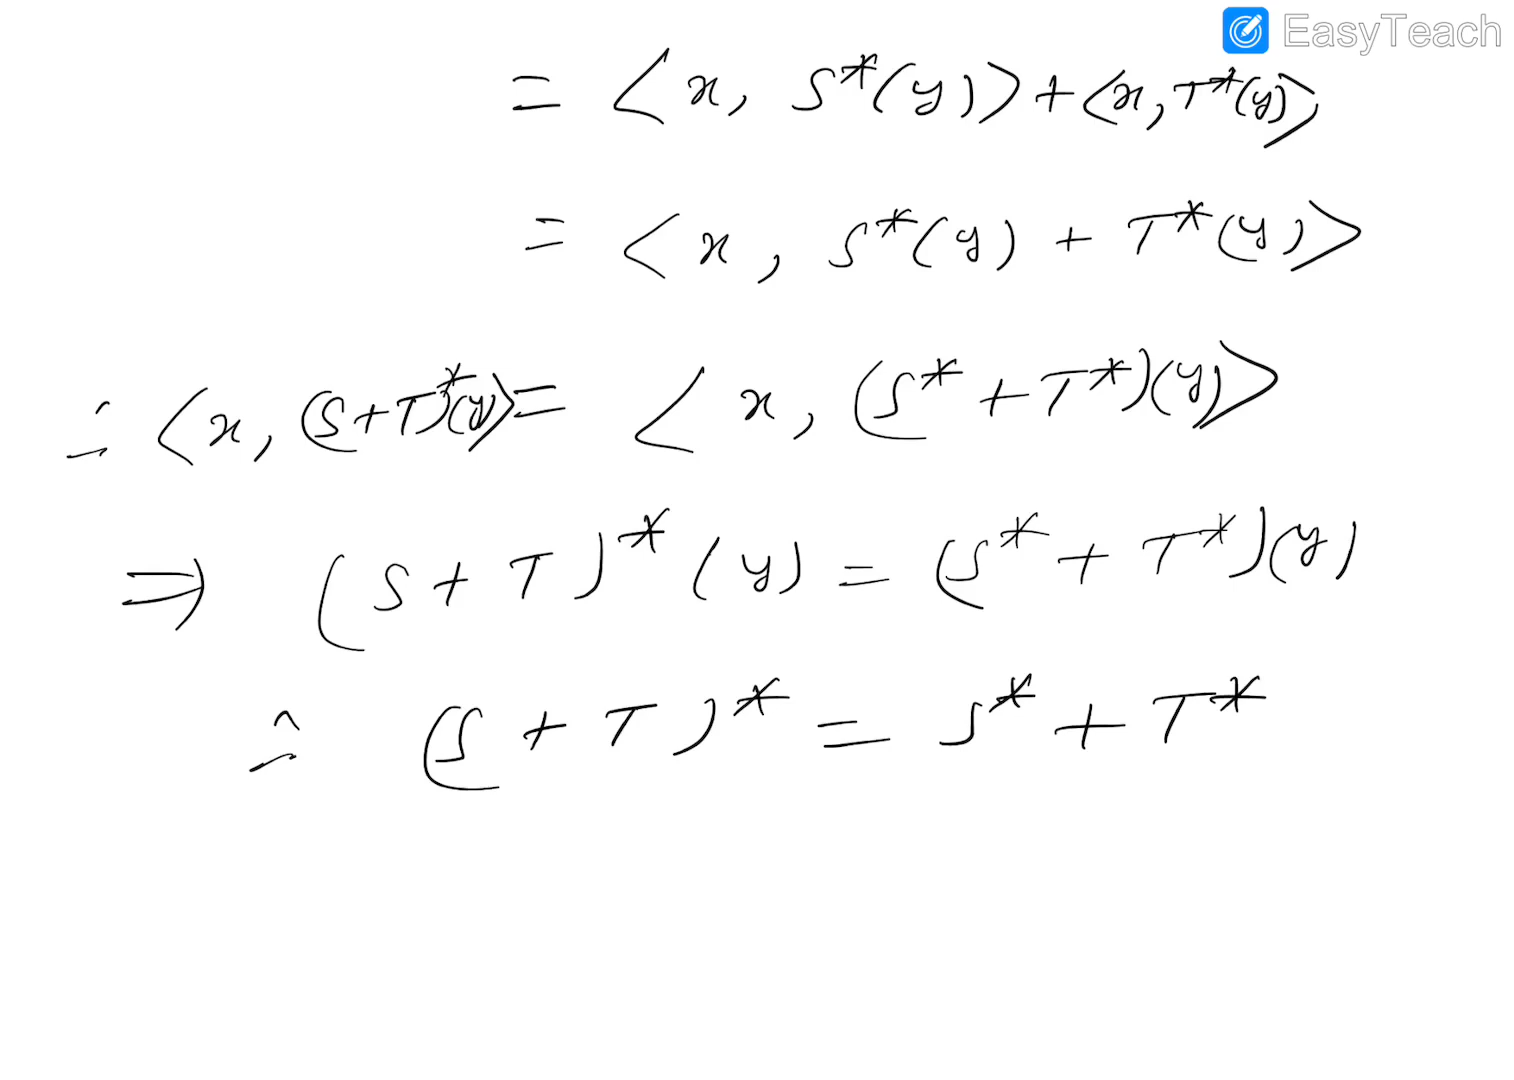 EasyTeach
= ⟨x, S*(y)⟩ + ⟨x, T*(y)⟩
= ⟨x, S*(y) + T*(y)⟩
∴ ⟨x, (S+T)*(y)⟩ = ⟨x, (S* + T*)(y)⟩
⇒ (S + T)*(y) = (S* + T*)(y)
∴ (S + T)* = S* + T*